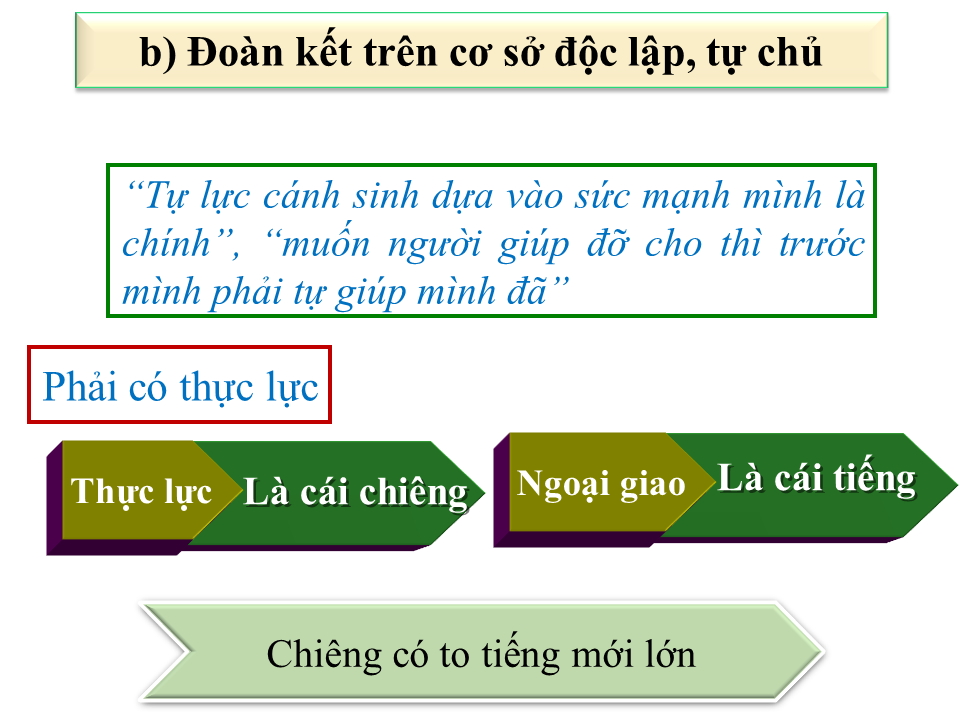 b) Đoàn kết trên cơ sở độc lập, tự chủ
“Tự lực cánh sinh dựa vào sức mạnh mình là
chính”, “muốn người giúp đỡ cho thì trước
mình phải tự giúp mình đã”
Phải có thực lực
Thực lực
Là cái chiêng
Ngoại giao
Là cái tiếng
Chiêng có to tiếng mới lớn